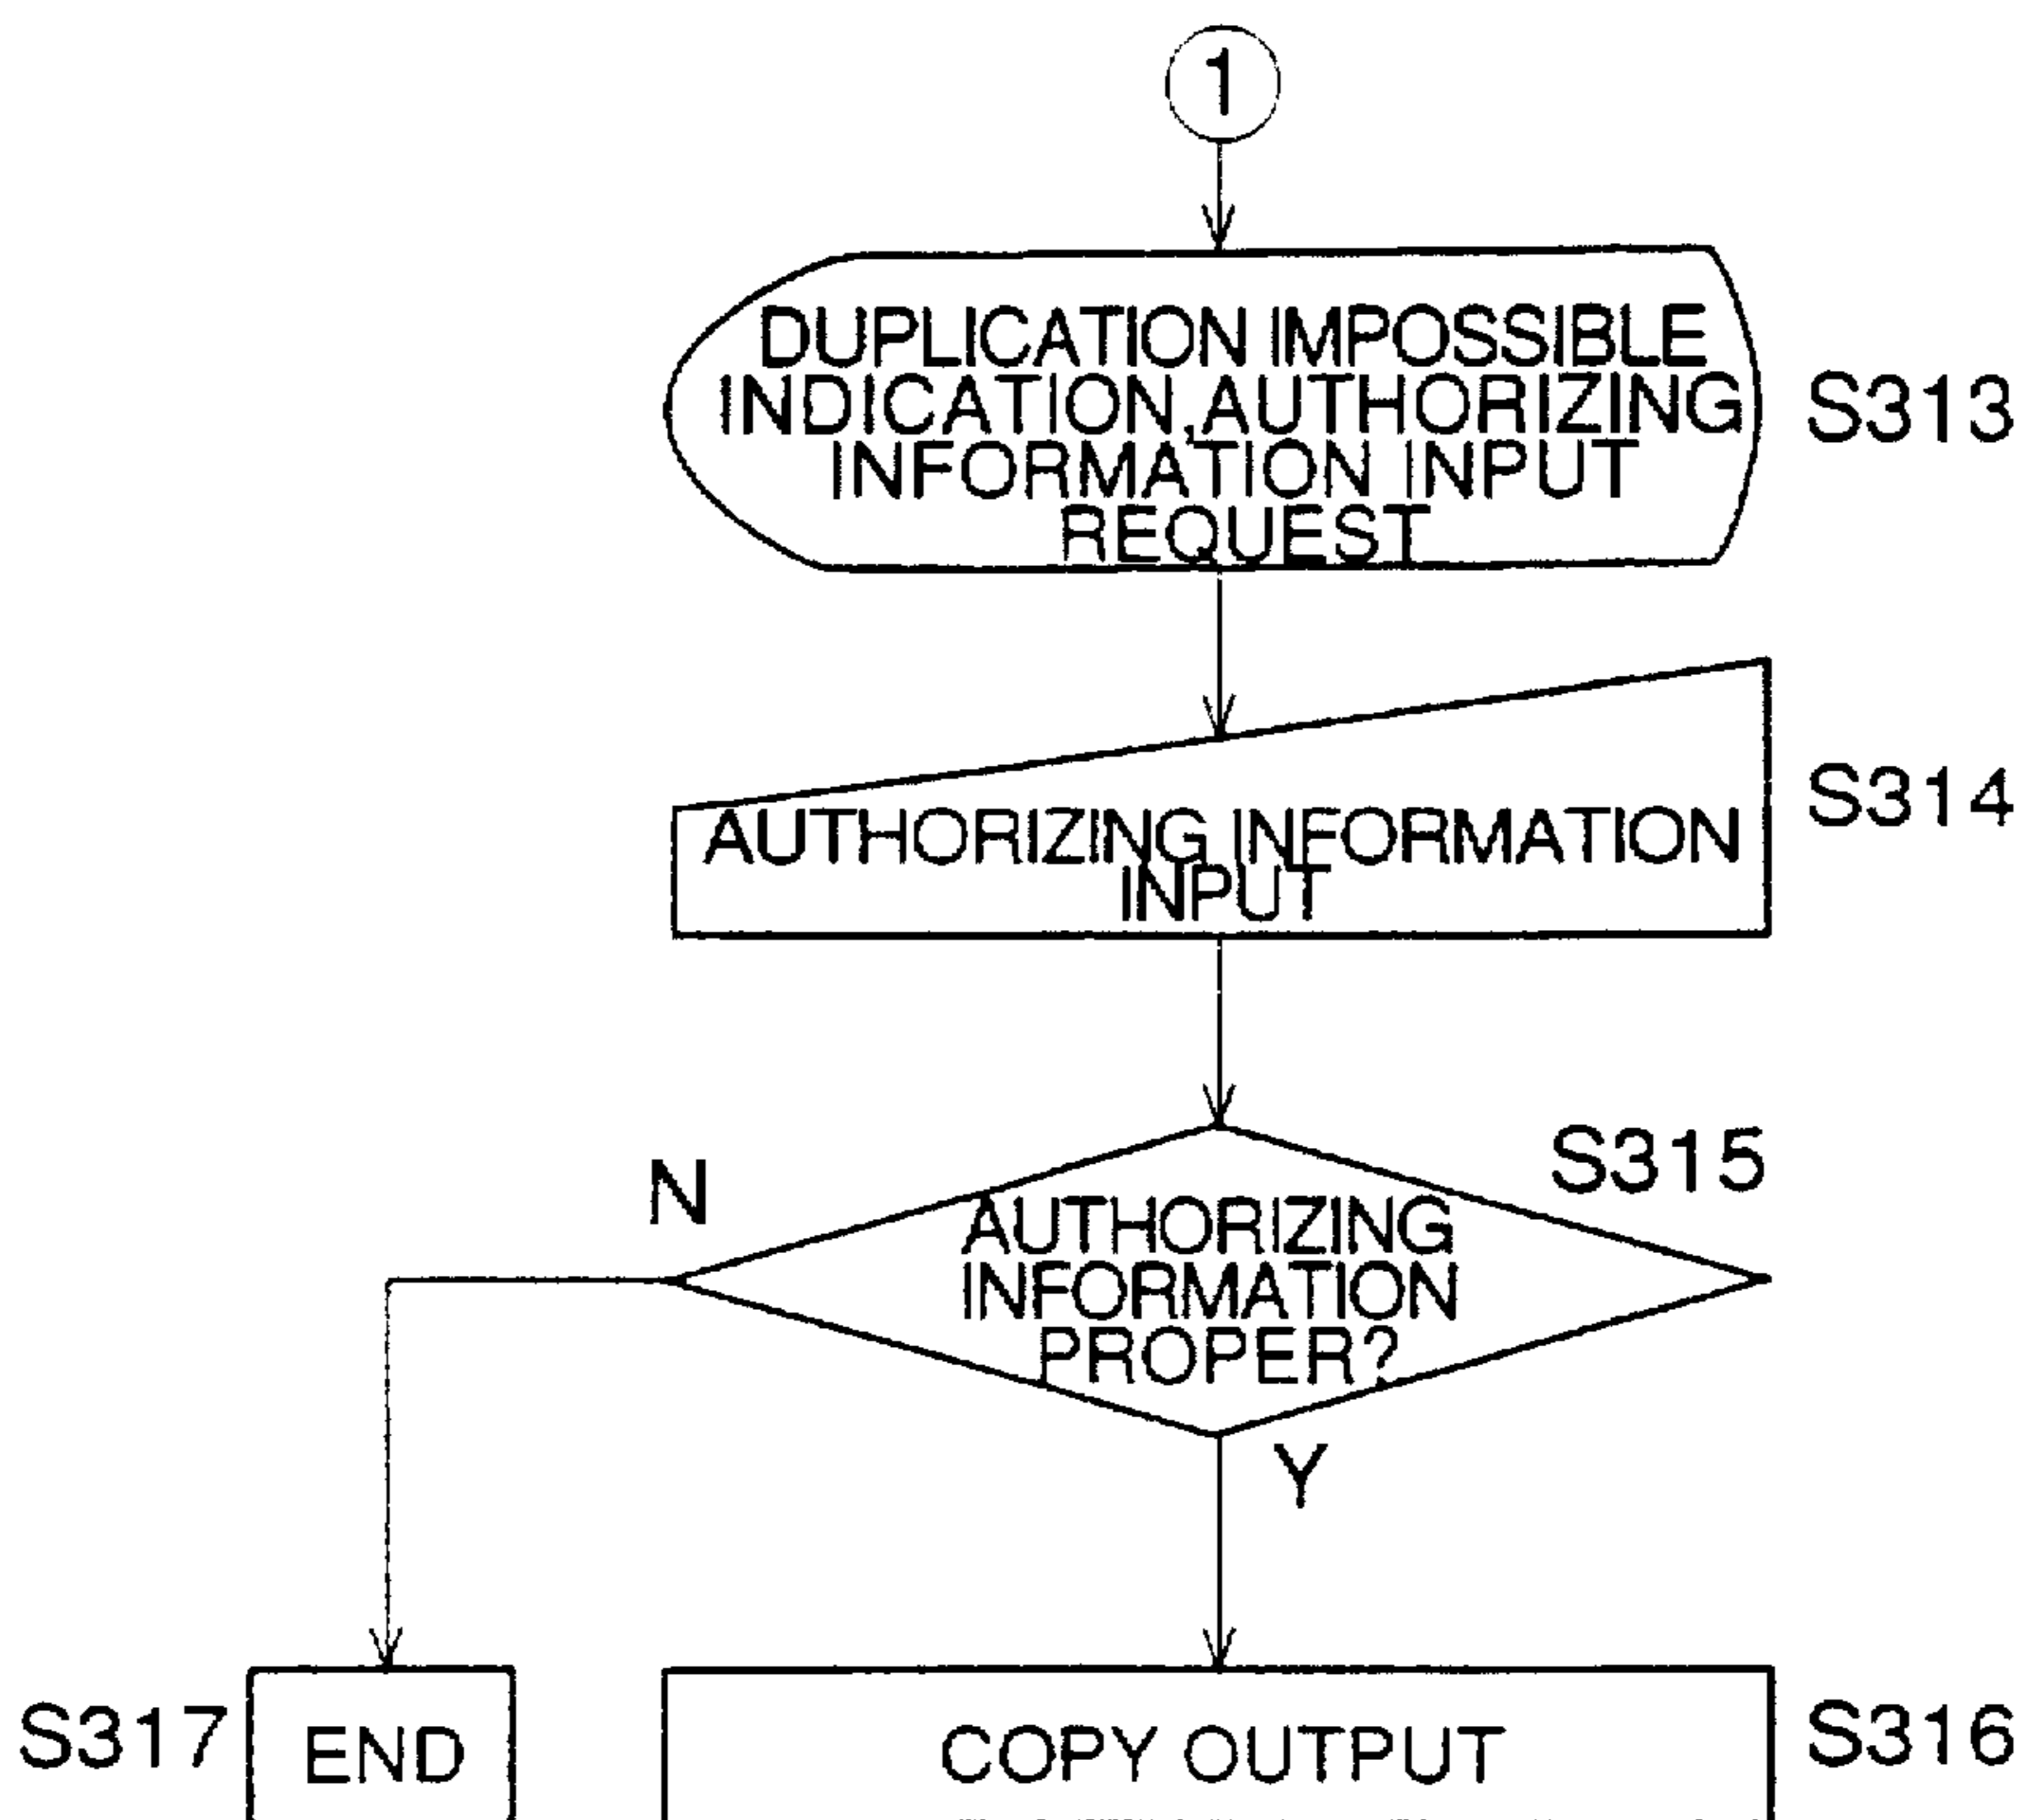 1
DUPLICATION IMPOSSIBLE
INDICATION,AUTHORIZING
INFORMATION INPUT
REQUEST
S313
AUTHORIZING INFORMATION
INPUT
S314
S315
N
AUTHORIZING
INFORMATION
PROPER?
Y
S317
END
COPY OUTPUT
S316